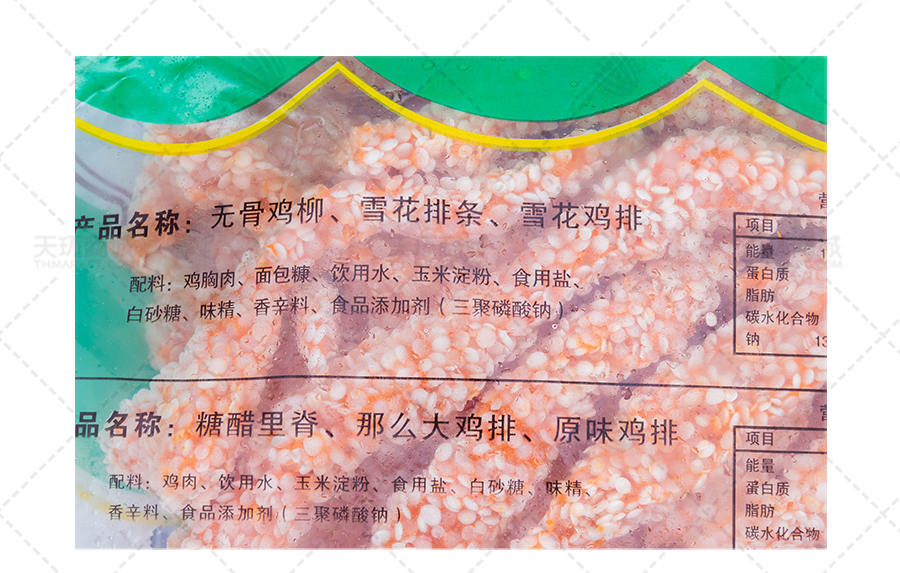 产品名称：无骨鸡柳、雪花排条、雪花鸡排
配料：鸡胸肉、面包糠、饮用水、玉米淀粉、食用盐、
白砂糖、味精、香辛料、食品添加剂（三聚磷酸钠）
项目
能量
蛋白质
脂肪
碳水化合物
钠 13
品名称：糖醋里脊、那么大鸡排、原味鸡排
配料：鸡肉、饮用水、玉米淀粉、食用盐、白砂糖、味精、
香辛料、食品添加剂（三聚磷酸钠）
项目
能量
蛋白质
脂肪
碳水化合物